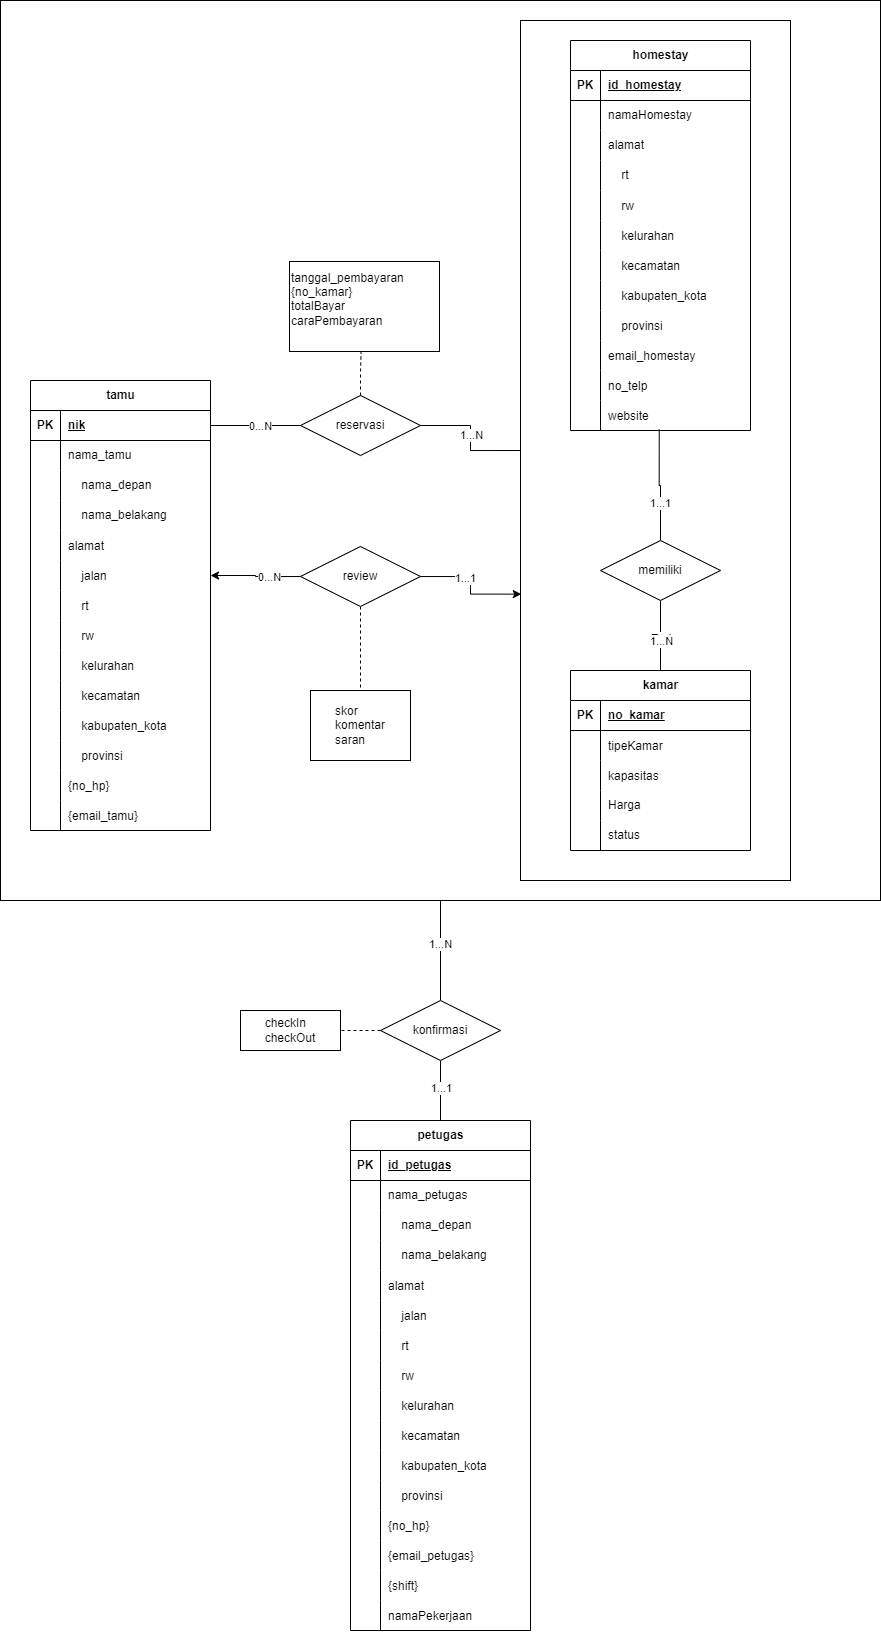 homestay
PK id_homestay
namaHomestay
alamat
rt
rw
kelurahan
kecamatan
kabupaten_kota
provinsi
email_homestay
no_telp
website
tanggal_pembayaran
{no_kamar}
totalBayar
caraPembayaran
tamu
PK nik
nama_tamu
nama_depan
nama_belakang
alamat
jalan
rt
rw
kelurahan
kecamatan
kabupaten_kota
provinsi
{no_hp}
{email_tamu}
0...N
reservasi
1...N
0...N
review
1...1
skor
komentar
saran
1...1
memiliki
1...N
kamar
PK no_kamar
tipeKamar
kapasitas
Harga
status
1...N
checkIn
checkOut
konfirmasi
1...1
petugas
PK id_petugas
nama_petugas
nama_depan
nama_belakang
alamat
jalan
rt
rw
kelurahan
kecamatan
kabupaten_kota
provinsi
{no_hp}
{email_petugas}
{shift}
namaPekerjaan